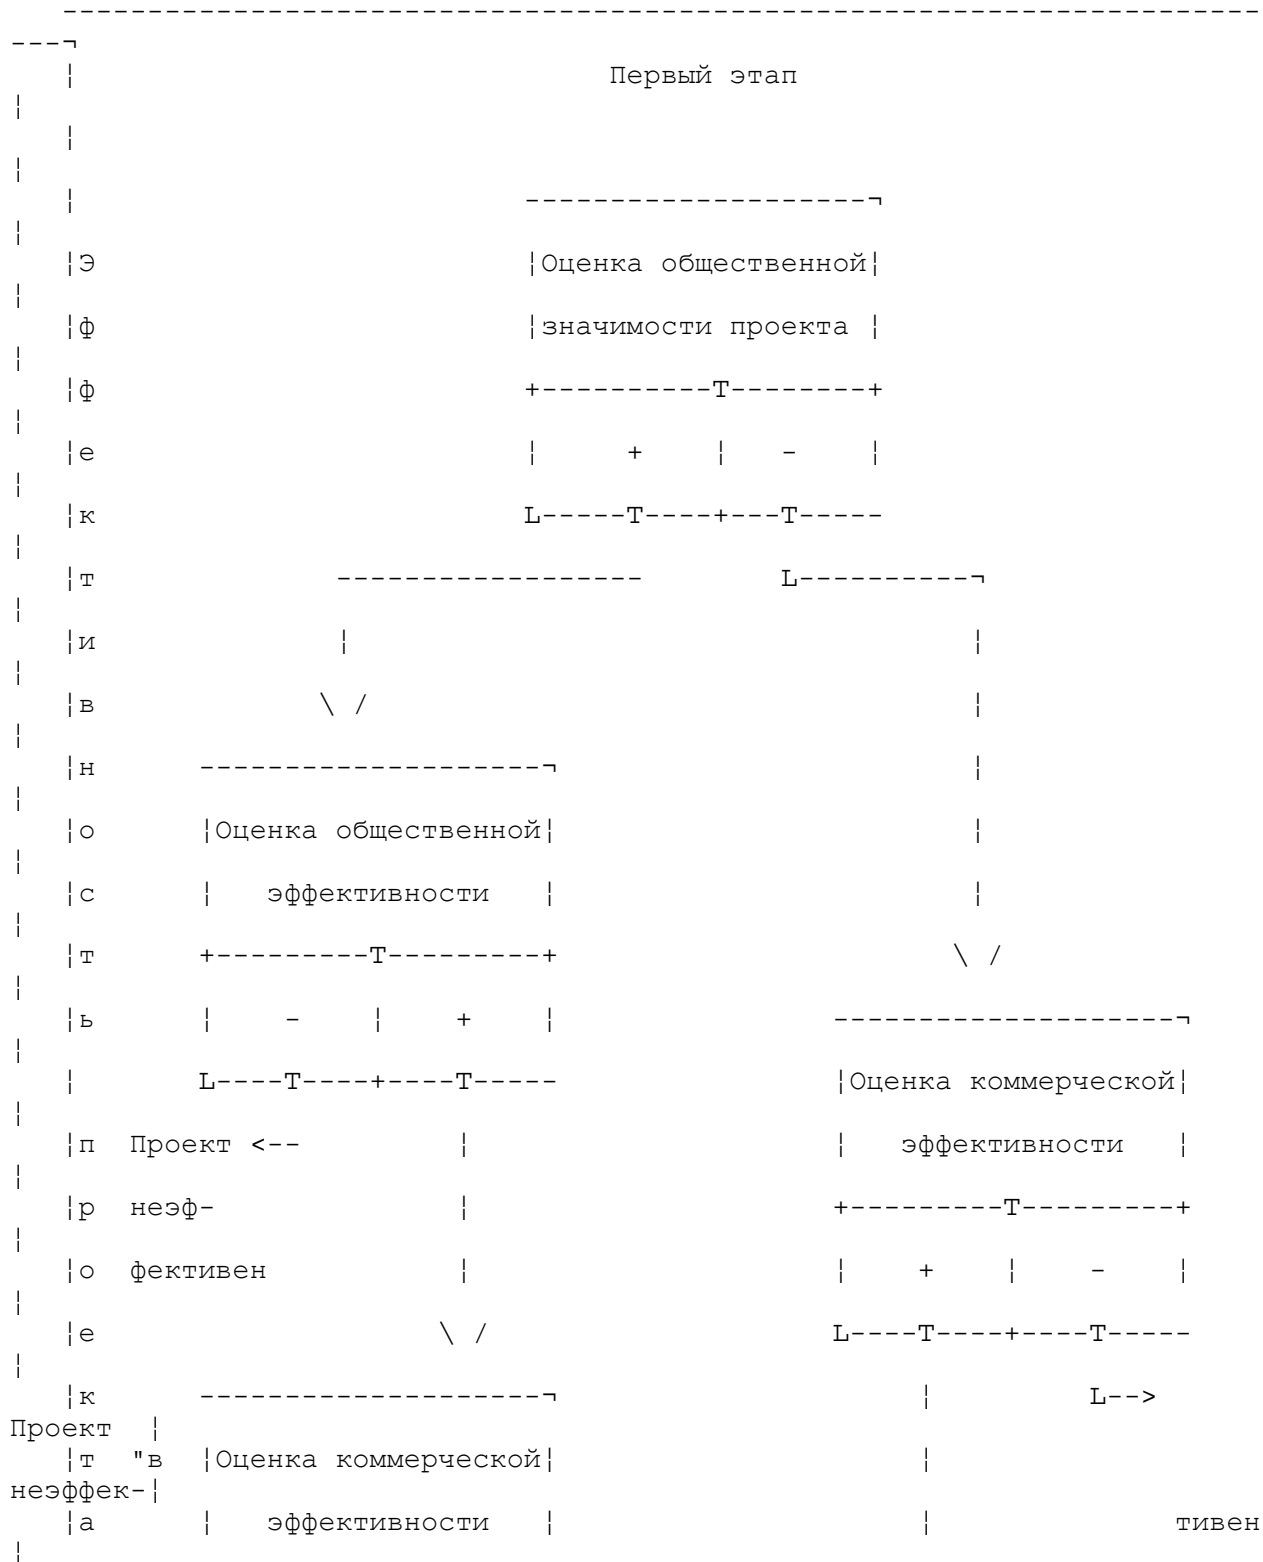 --------------------------------------------------------------------
---¬
¦ Первый этап
¦
¦
¦
¦ --------------------¬
¦
¦Э ¦Оценка общественной¦
¦
¦ф ¦значимости проекта ¦
¦
¦ф +----------T--------+
¦
¦е ¦ + ¦ - ¦
¦
¦к L-----T----+---T-----
¦
¦т ------------------ L----------¬
¦
¦и ¦ ¦
¦
¦в \ / ¦
¦
¦н --------------------¬ ¦
¦
¦о ¦Оценка общественной¦ ¦
¦
¦с ¦ эффективности ¦ ¦
¦
¦т +---------T---------+ \ /
¦
¦ь ¦ - ¦ + ¦ --------------------¬
¦
¦ L----T----+----T----- ¦Оценка коммерческой¦
¦
¦п Проект <-- ¦ ¦ эффективности ¦
¦
¦р неэф- ¦ +---------T---------+
¦
¦о фективен ¦ ¦ + ¦ - ¦
¦
¦е \ / L----T----+----T-----
¦
¦к --------------------¬ ¦ L-->
Проект ¦
¦т "в ¦Оценка коммерческой¦ ¦
неэффек-¦
¦а ¦ эффективности ¦ ¦ тивен
¦